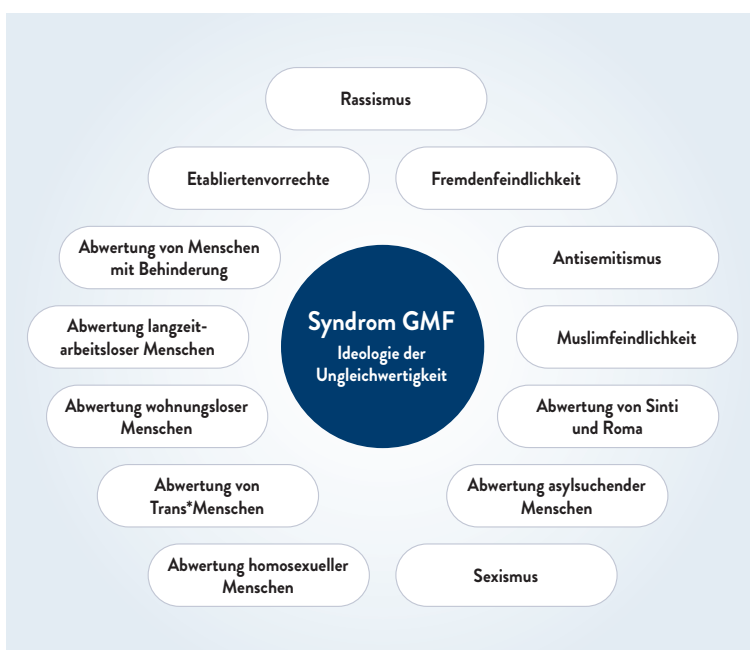 Rassismus
Etabliertenvorrechte
Fremdenfeindlichkeit
Abwertung von Menschen
mit Behinderung
Antisemitismus
Syndrom GMF
Ideologie der
Ungleichwertigkeit
Abwertung langzeit-
arbeitsloser Menschen
Muslimfeindlichkeit
Abwertung wohnungsloser
Menschen
Abwertung von Sinti
und Roma
Abwertung von
Trans*Menschen
Abwertung asylsuchender
Menschen
Abwertung homosexueller
Menschen
Sexismus